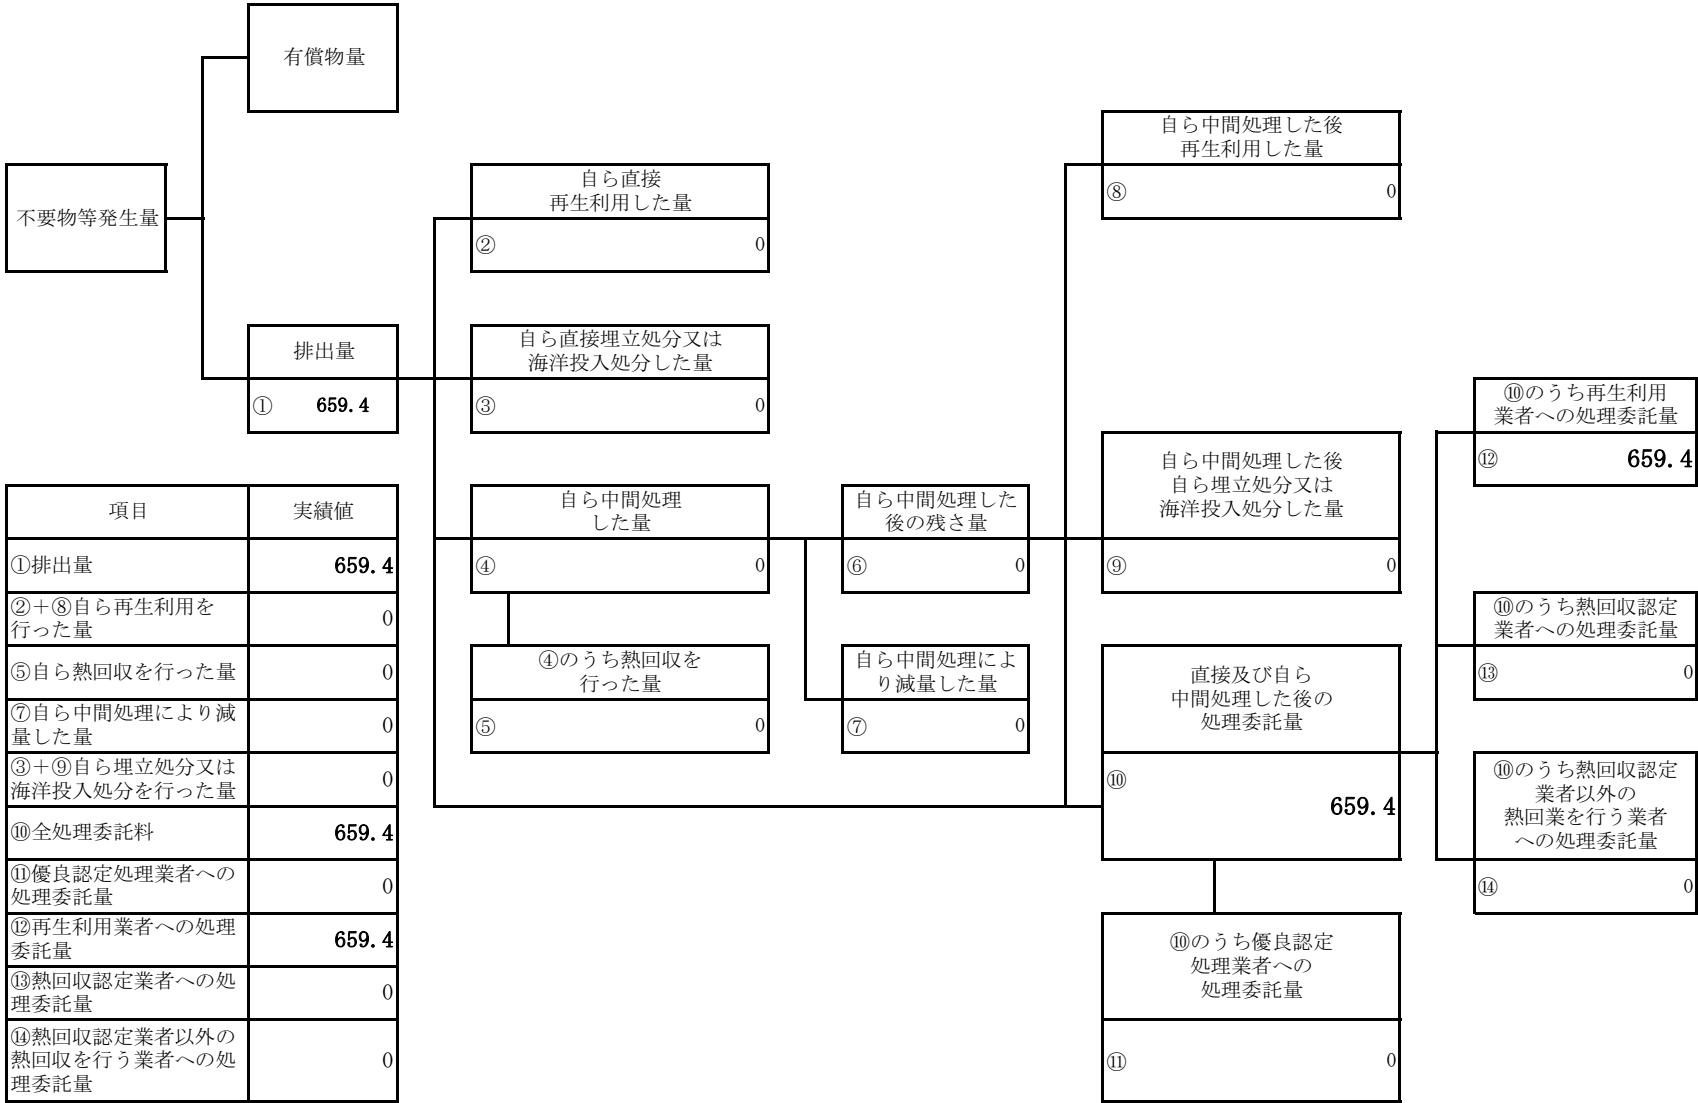 有償物量
不要物等発生量
排出量
① 659.4
自ら直接
再生利用した量
② 0
自ら直接埋立処分又は
海洋投入処分した量
③ 0
自ら中間処理
した量
④ 0
④のうち熱回収を
行った量
⑤ 0
自ら中間処理した
後の残さ量
⑥ 0
自ら中間処理によ
り減量した量
⑦ 0
自ら中間処理した後
再生利用した量
⑧ 0
自ら中間処理した後
自ら埋立処分又は
海洋投入処分した量
⑨ 0
直接及び自ら
中間処理した後の
処理委託量
⑩
659.4
⑩のうち優良認定
処理業者への
処理委託量
⑪ 0
⑩のうち再生利用
業者への処理委託量
⑫ 659.4
⑩のうち熱回収認定
業者への処理委託量
⑬ 0
⑩のうち熱回収認定
業者以外の
熱回業を行う業者
への処理委託量
⑭ 0
項目 実績値
①排出量 659.4
②＋⑧自ら再生利用を
行った量 0
⑤自ら熱回収を行った量 0
⑦自ら中間処理により減
量した量 0
③＋⑨自ら埋立処分又は
海洋投入処分を行った量 0
⑩全処理委託料 659.4
⑪優良認定処理業者への
処理委託量 0
⑫再生利用業者への処理
委託量 659.4
⑬熱回収認定業者への処
理委託量 0
⑭熱回収認定業者以外の
熱回収を行う業者への処
理委託量 0